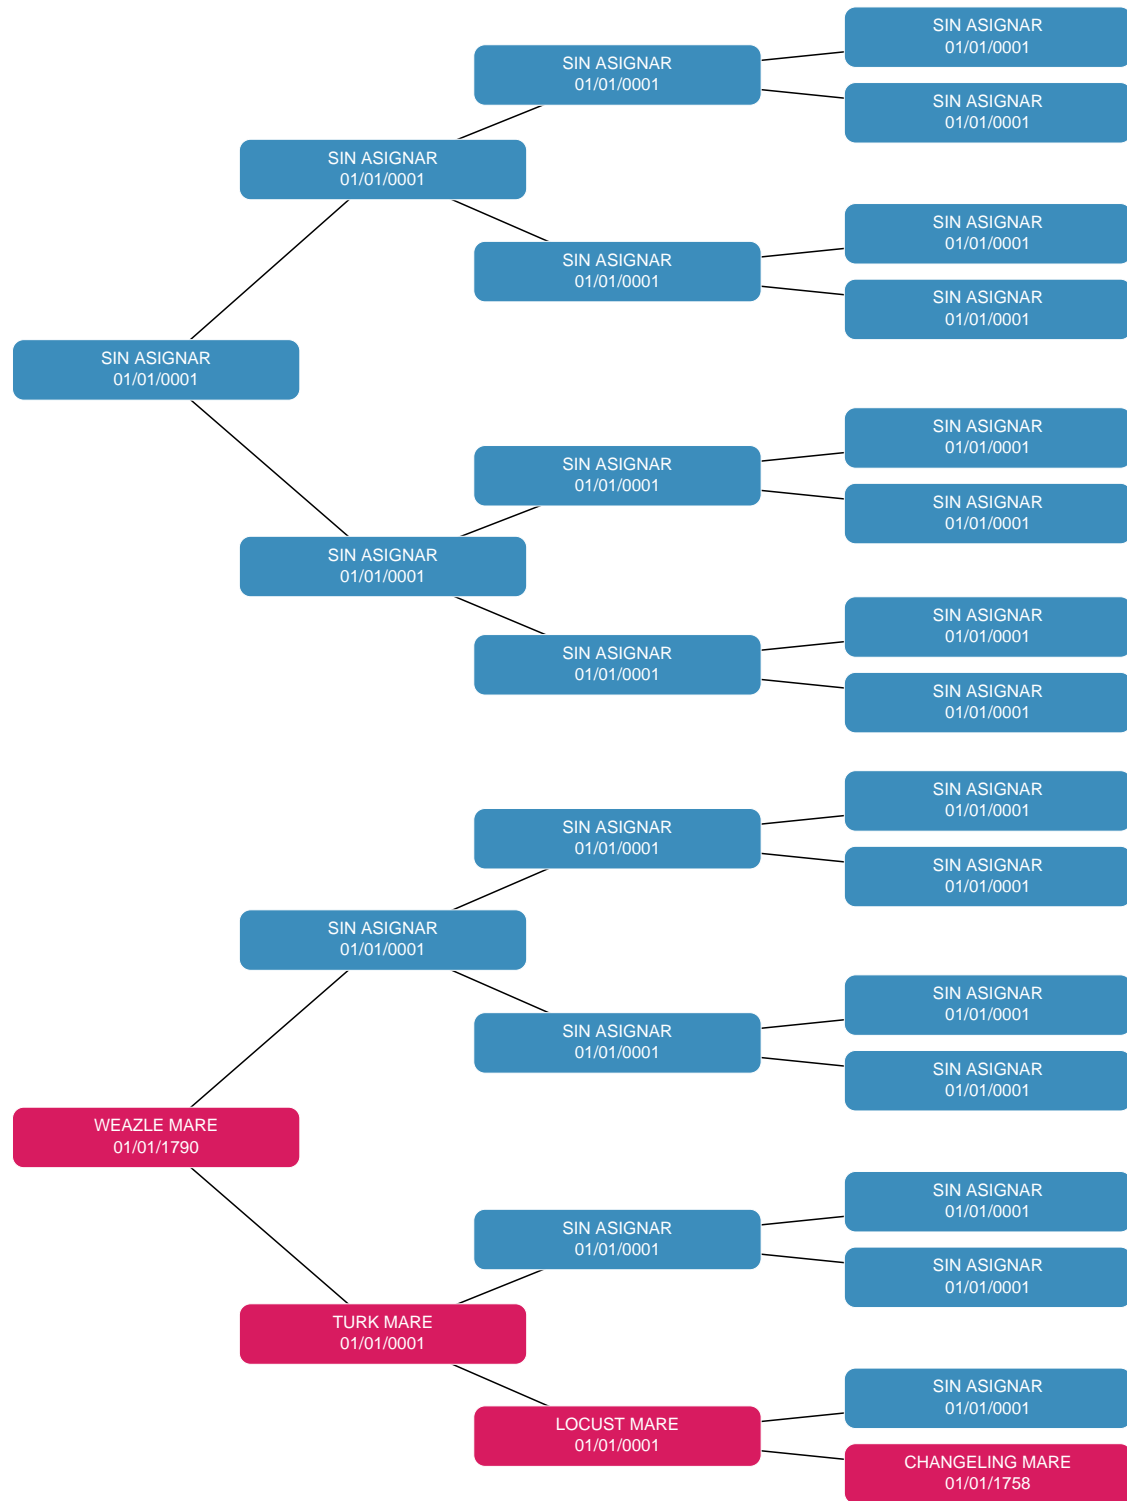 SIN ASIGNAR
01/01/0001
SIN ASIGNAR
01/01/0001
SIN ASIGNAR
01/01/0001
SIN ASIGNAR
01/01/0001
SIN ASIGNAR
01/01/0001
SIN ASIGNAR
01/01/0001
SIN ASIGNAR
01/01/0001
SIN ASIGNAR
01/01/0001
SIN ASIGNAR
01/01/0001
SIN ASIGNAR
01/01/0001
SIN ASIGNAR
01/01/0001
SIN ASIGNAR
01/01/0001
SIN ASIGNAR
01/01/0001
SIN ASIGNAR
01/01/0001
SIN ASIGNAR
01/01/0001
SIN ASIGNAR
01/01/0001
SIN ASIGNAR
01/01/0001
SIN ASIGNAR
01/01/0001
SIN ASIGNAR
01/01/0001
SIN ASIGNAR
01/01/0001
SIN ASIGNAR
01/01/0001
SIN ASIGNAR
01/01/0001
WEAZLE MARE
01/01/1790
SIN ASIGNAR
01/01/0001
SIN ASIGNAR
01/01/0001
SIN ASIGNAR
01/01/0001
TURK MARE
01/01/0001
SIN ASIGNAR
01/01/0001
LOCUST MARE
01/01/0001
CHANGELING MARE
01/01/1758